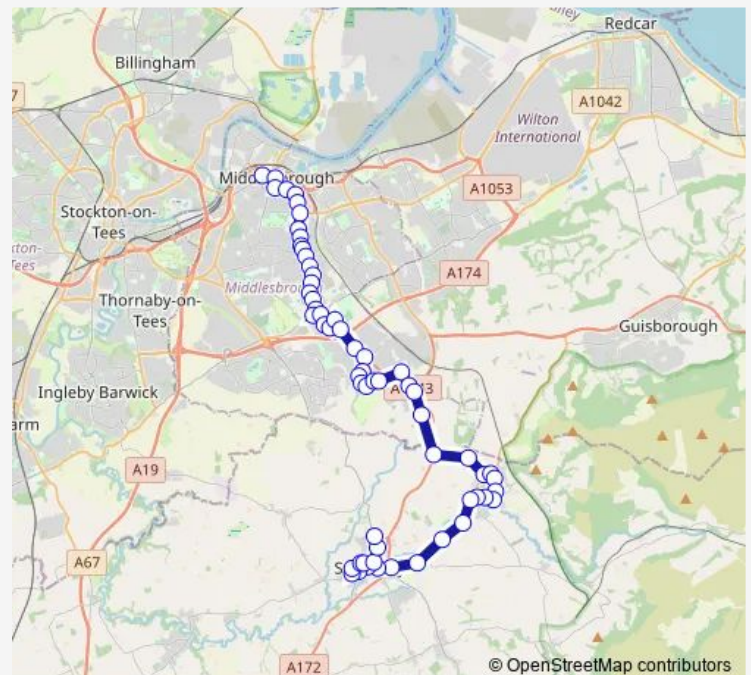 Redcar
Billingham
A1042
Wilton
International
Middlesbrough
A1053
Stockton-on-
Tees
A174
Thornaby-on-
Tees
Guisborough
Ingleby Barwick
A19
A67
A172
© OpenStreetMap contributors